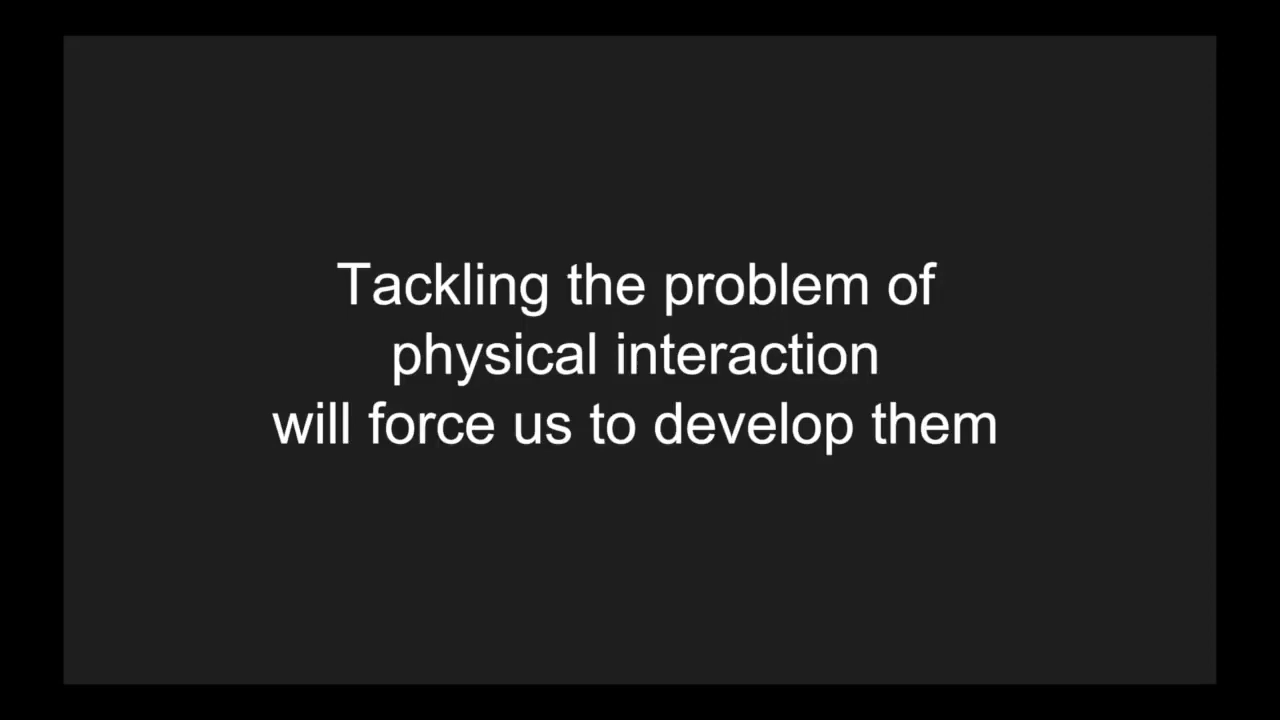 Tackling the problem of
physical interaction
will force us to develop them